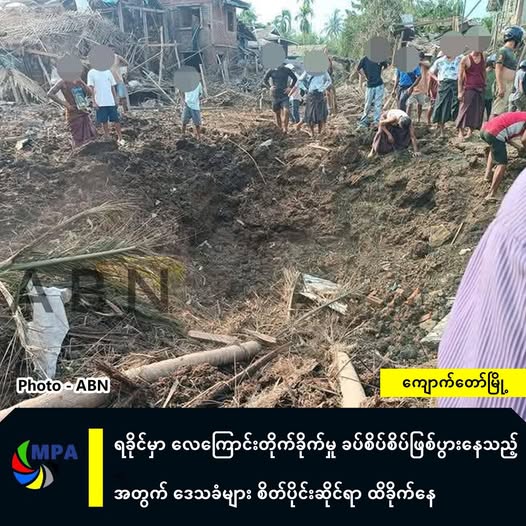 ABN
Photo - ABN
ကျောက်တော်မြို့
MPA
ရခိုင်မှာ လေကြောင်းတိုက်ခိုက်မှု ခပ်စိပ်စိပ်ဖြစ်ပွားနေသည့်
အတွက် ဒေသခံများ စိတ်ပိုင်းဆိုင်ရာ ထိခိုက်နေ